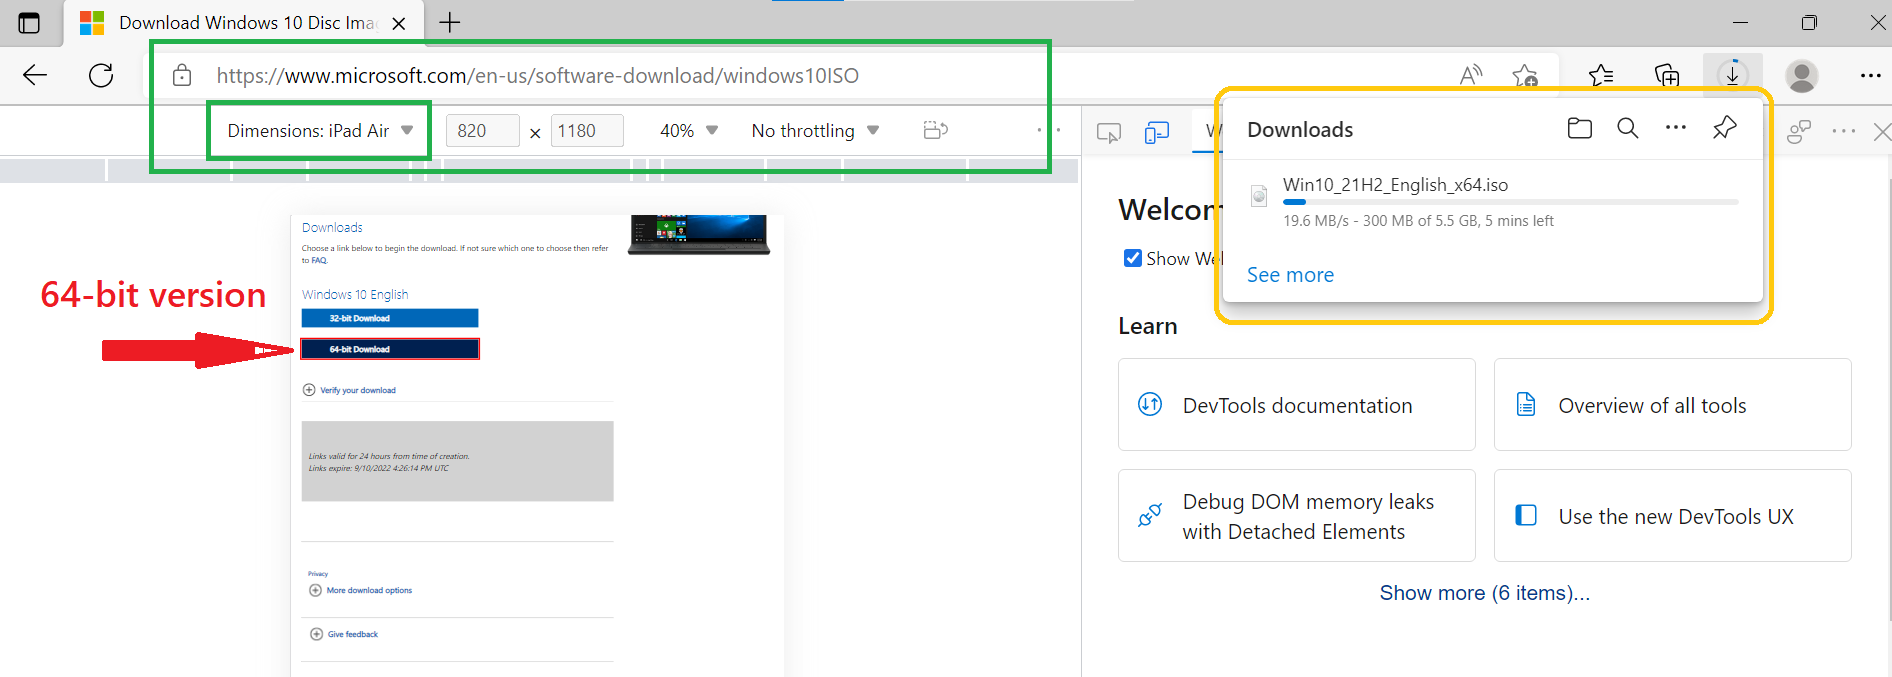 Download Windows 10 Disc Imag
https://www.microsoft.com/en-us/software-download/windows10ISO
Dimensions: iPad Air
820 × 1180
40%
No throttling
Downloads
Choose a link below to begin the download. If not sure which one to choose then refer
to FAQ.
Windows 10 English
32-bit Download
64-bit version
64-bit Download
Verify your download
Links valid for 24 hours from time of creation.
Links expire: 9/10/2022 4:26:14 PM UTC
Privacy
More download options
Give feedback
W
Downloads
Win10_21H2_English_x64.iso
19.6 MB/s - 300 MB of 5.5 GB, 5 mins left
See more
Welcom
Show Wel
Learn
DevTools documentation
Overview of all tools
Debug DOM memory leaks
with Detached Elements
Use the new DevTools UX
Show more (6 items)...